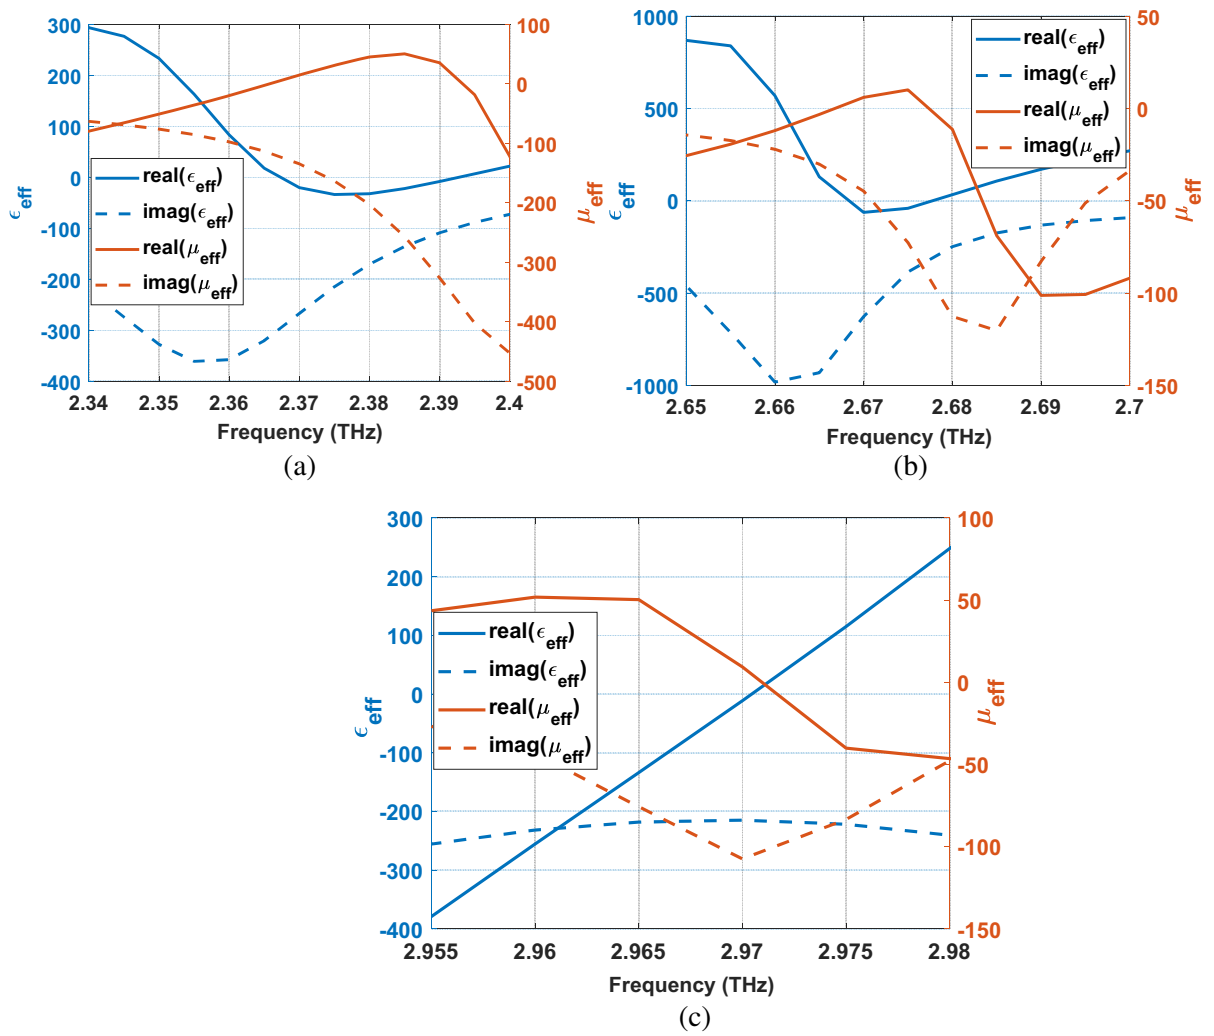 300
200
100
0
-100
-200
-300
-400
ϵeff
100
0
-100
-200
-300
-400
-500
μeff
real(ϵeff)
imag(ϵeff)
real(μeff)
imag(μeff)
2.34 2.35 2.36 2.37 2.38 2.39 2.4
Frequency (THz)
(a)
1000
500
0
-500
-1000
ϵeff
50
0
-50
-100
-150
μeff
real(ϵeff)
imag(ϵeff)
real(μeff)
imag(μeff)
2.65 2.66 2.67 2.68 2.69 2.7
Frequency (THz)
(b)
300
200
100
0
-100
-200
-300
-400
ϵeff
100
50
0
-50
-100
-150
μeff
real(ϵeff)
imag(ϵeff)
real(μeff)
imag(μeff)
2.955 2.96 2.965 2.97 2.975 2.98
Frequency (THz)
(c)